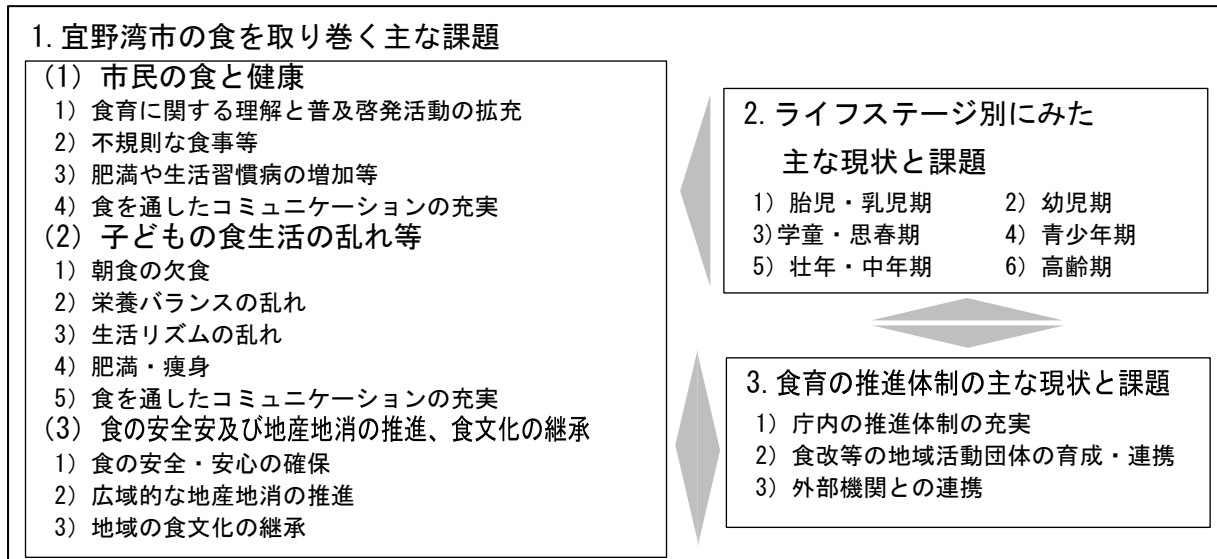 1. 宜野湾市の食を取り巻く主な課題
(1) 市民の食と健康
1) 食育に関する理解と普及啓発活動の拡充
2) 不規則な食事等
3) 肥満や生活習慣病の増加等
4) 食を通したコミュニケーションの充実
(2) 子どもの食生活の乱れ等
1) 朝食の欠食
2) 栄養バランスの乱れ
3) 生活リズムの乱れ
4) 肥満・痩身
5) 食を通したコミュニケーションの充実
(3) 食の安全安及び地産地消の推進、食文化の継承
1) 食の安全・安心の確保
2) 広域的な地産地消の推進
3) 地域の食文化の継承
2. ライフステージ別にみた
主な現状と課題
1) 胎児・乳児期 2) 幼児期
3)学童・思春期 4) 青少年期
5) 壮年・中年期 6) 高齢期
3. 食育の推進体制の主な現状と課題
1) 庁内の推進体制の充実
2) 食改等の地域活動団体の育成・連携
3) 外部機関との連携